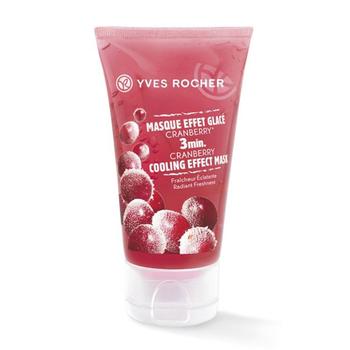 YVES ROCHER
MASQUE EFFET GLACÉ
CRANBERRY*
3min.
CRANBERRY
COOLING EFFECT MASK
Fraîcheur Éclatante
Radiant Freshness